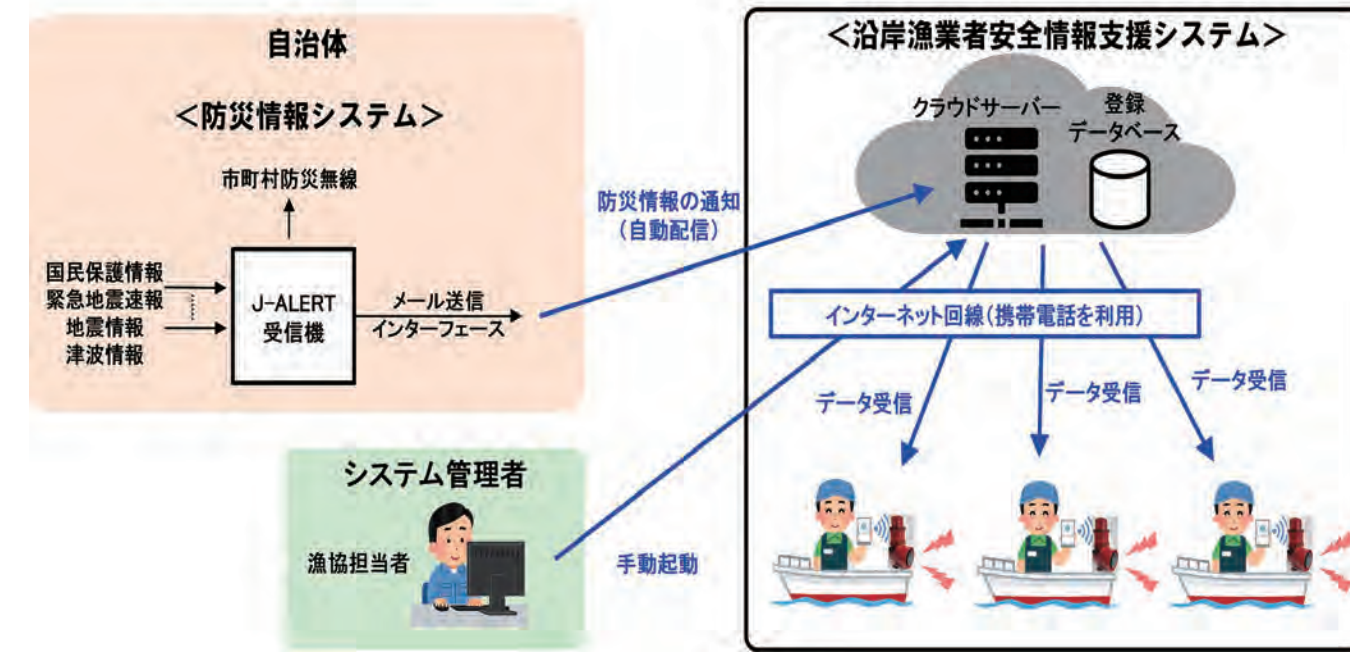 自治体
＜防災情報システム＞
市町村防災無線
国民保護情報
緊急地震速報
地震情報
津波情報
J-ALERT
受信機
メール送信
インターフェース
防災情報の通知
（自動配信）
システム管理者
漁協担当者
手動起動
＜沿岸漁業者安全情報支援システム＞
クラウドサーバー
登録
データベース
インターネット回線（携帯電話を利用）
データ受信
データ受信
データ受信